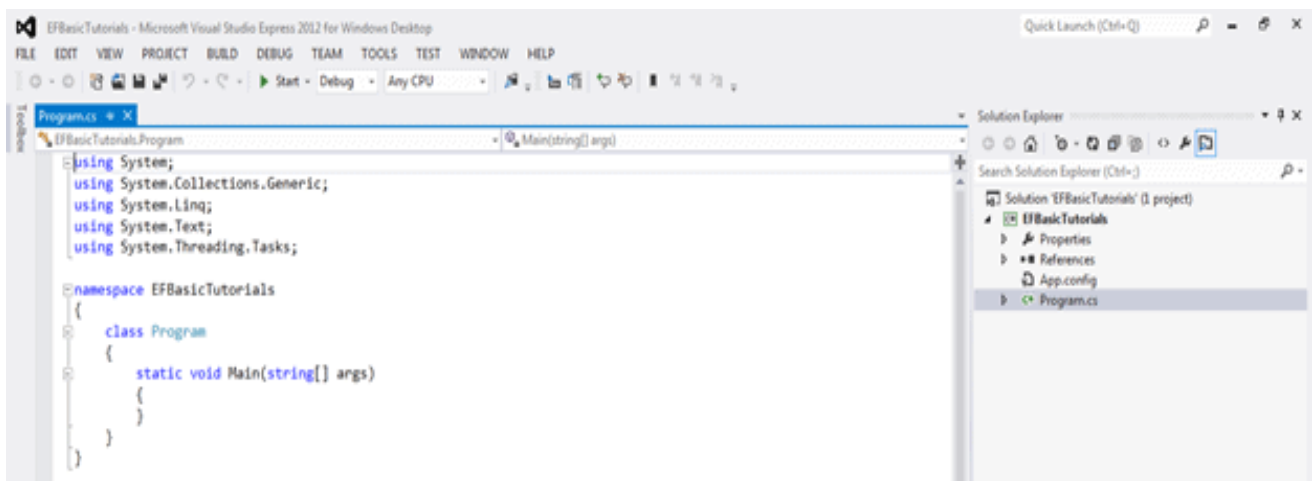 EFBasicTutorials - Microsoft Visual Studio Express 2012 for Windows Desktop
Quick Launch (Ctrl+Q)
FILE EDIT VIEW PROJECT BUILD DEBUG TEAM TOOLS TEST WINDOW HELP
Start Debug Any CPU
Toolbox
Program.cs
EFBasicTutorials.Program
Main(string[] args)
using System;
using System.Collections.Generic;
using System.Linq;
using System.Text;
using System.Threading.Tasks;
namespace EFBasicTutorials
{
class Program
{
static void Main(string[] args)
{
}
}
}
Solution Explorer
Search Solution Explorer (Ctrl+;)
Solution 'EFBasicTutorials' (1 project)
EFBasicTutorials
Properties
References
App.config
Program.cs